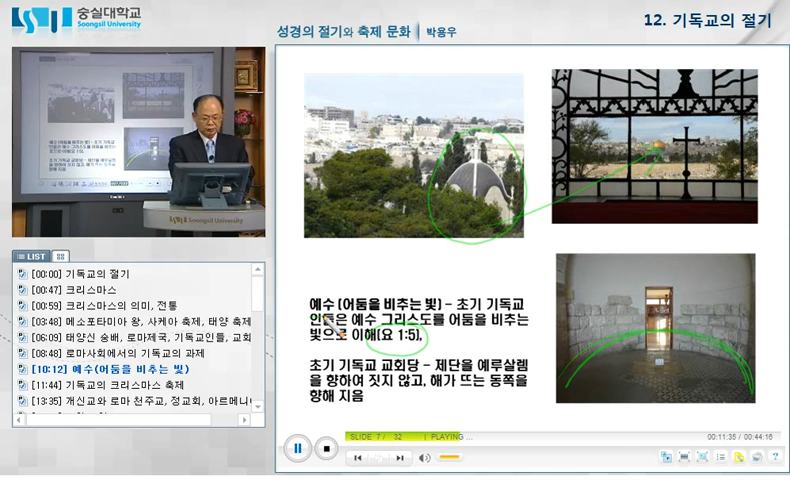 숭실대학교
Soongsil University
성경의 절기와 축제 문화 | 박용우
12. 기독교의 절기
Soongsil University
LIST
[00:00] 기독교의 절기
[00:47] 크리스마스
[00:59] 크리스마스의 의미, 전통
[03:48] 메소포타미아 왕, 사케아 축제, 태양 축제
[06:09] 태양신 숭배, 로마제국, 기독교인들, 교회
[08:48] 로마사회에서의 기독교의 과제
[10:12] 예수(어둠을 비추는 빛)
[11:44] 기독교의 크리스마스 축제
[13:35] 개신교와 로마 천주교, 정교회, 아르메니
예수 (어둠을 비추는 빛) - 초기 기독교
인들은 예수 그리스도를 어둠을 비추는
빛으로 이해(요 1:5).
초기 기독교 교회당 - 제단을 예루살렘
을 향하여 짓지 않고, 해가 뜨는 동쪽을
향해 지음
SLIDE 7 / 32 | PLAYING ...
00:11:35 / 00:44:16